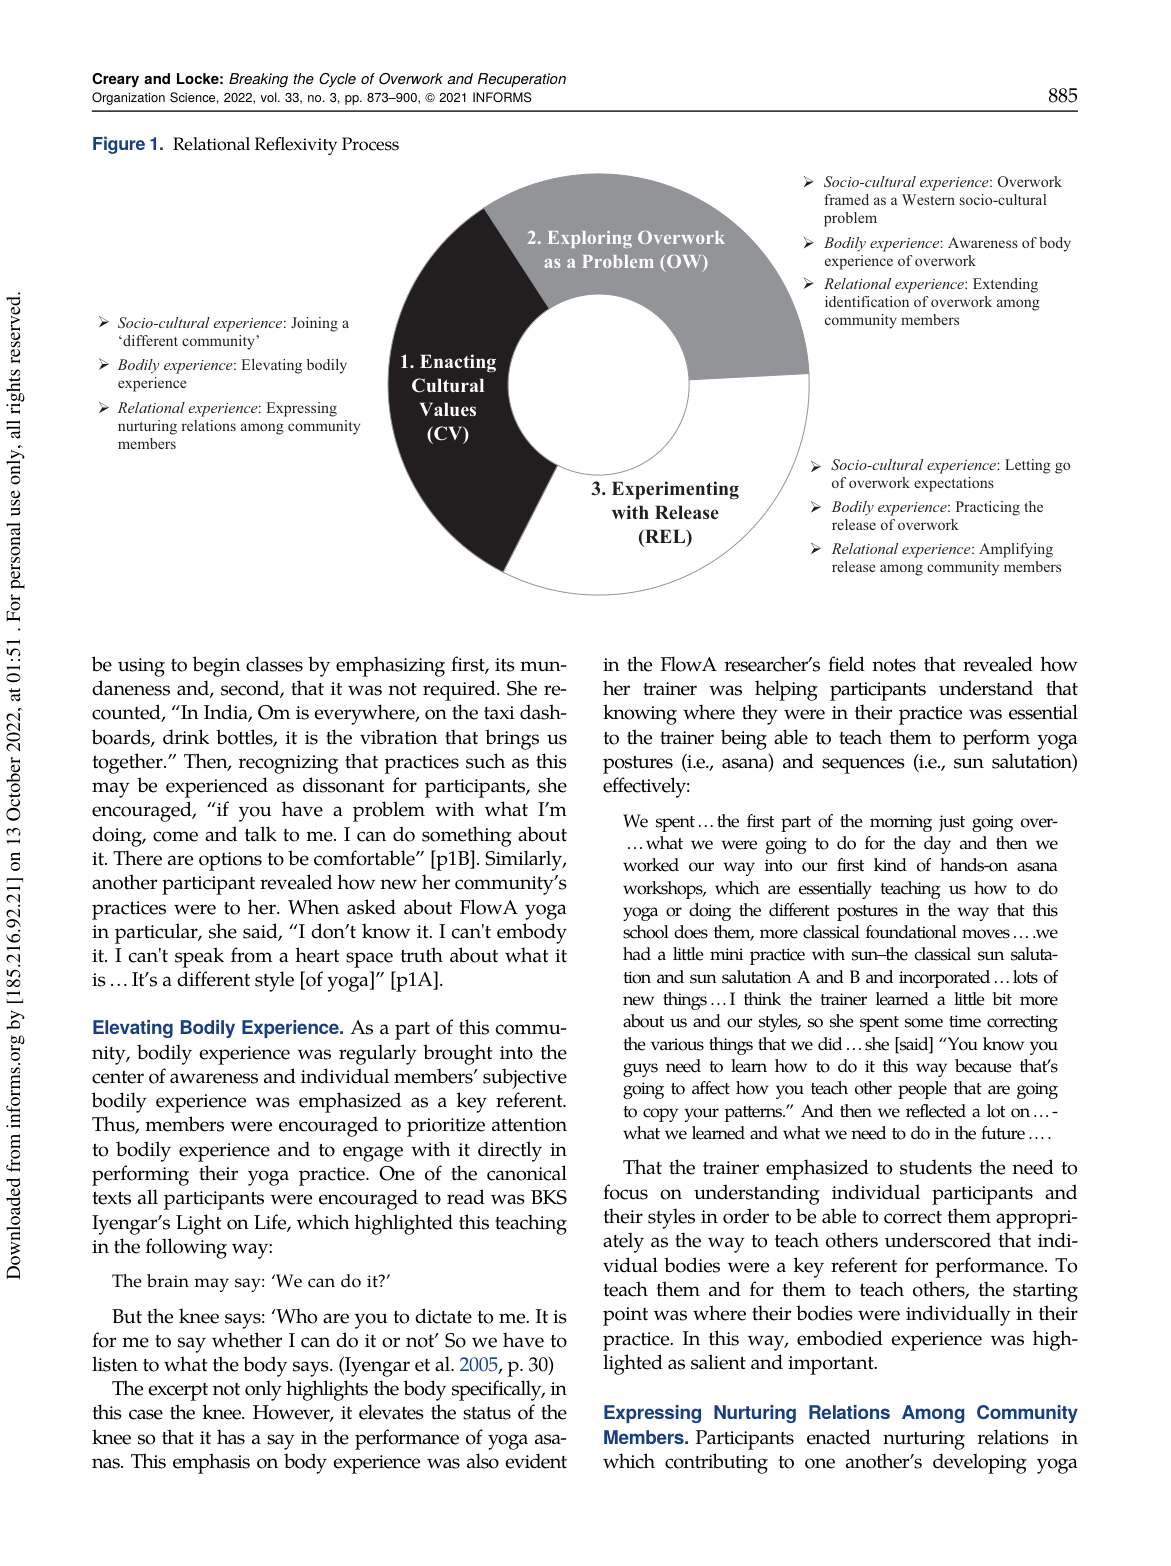 Creary and Locke: Breaking the Cycle of Overwork and Recuperation
Organization Science, 2022, vol. 33, no. 3, pp. 873–900, © 2021 INFORMS
885
Figure 1. Relational Reflexivity Process
➢ Socio-cultural experience: Joining a
‘different community’
➢ Bodily experience: Elevating bodily
experience
➢ Relational experience: Expressing
nurturing relations among community
members
1. Enacting
Cultural
Values
(CV)
2. Exploring Overwork
as a Problem (OW)
➢ Socio-cultural experience: Overwork
framed as a Western socio-cultural
problem
➢ Bodily experience: Awareness of body
experience of overwork
➢ Relational experience: Extending
identification of overwork among
community members
3. Experimenting
with Release
(REL)
➢ Socio-cultural experience: Letting go
of overwork expectations
➢ Bodily experience: Practicing the
release of overwork
➢ Relational experience: Amplifying
release among community members
be using to begin classes by emphasizing first, its mun-
daneness and, second, that it was not required. She re-
counted, “In India, Om is everywhere, on the taxi dash-
boards, drink bottles, it is the vibration that brings us
together.” Then, recognizing that practices such as this
may be experienced as dissonant for participants, she
encouraged, “if you have a problem with what I’m
doing, come and talk to me. I can do something about
it. There are options to be comfortable” [p1B]. Similarly,
another participant revealed how new her community’s
practices were to her. When asked about FlowA yoga
in particular, she said, “I don’t know it. I can't embody
it. I can't speak from a heart space truth about what it
is … It’s a different style [of yoga]” [p1A].
Elevating Bodily Experience. As a part of this commu-
nity, bodily experience was regularly brought into the
center of awareness and individual members’ subjective
bodily experience was emphasized as a key referent.
Thus, members were encouraged to prioritize attention
to bodily experience and to engage with it directly in
performing their yoga practice. One of the canonical
texts all participants were encouraged to read was BKS
Iyengar’s Light on Life, which highlighted this teaching
in the following way:
The brain may say: ‘We can do it?’
But the knee says: ‘Who are you to dictate to me. It is
for me to say whether I can do it or not’ So we have to
listen to what the body says. (Iyengar et al. 2005, p. 30)
The excerpt not only highlights the body specifically, in
this case the knee. However, it elevates the status of the
knee so that it has a say in the performance of yoga asa-
nas. This emphasis on body experience was also evident
in the FlowA researcher’s field notes that revealed how
her trainer was helping participants understand that
knowing where they were in their practice was essential
to the trainer being able to teach them to perform yoga
postures (i.e., asana) and sequences (i.e., sun salutation)
effectively:
We spent … the first part of the morning just going over-
… what we were going to do for the day and then we
worked our way into our first kind of hands-on asana
workshops, which are essentially teaching us how to do
yoga or doing the different postures in the way that this
school does them, more classical foundational moves … .we
had a little mini practice with sun–the classical sun saluta-
tion and sun salutation A and B and incorporated … lots of
new things … I think the trainer learned a little bit more
about us and our styles, so she spent some time correcting
the various things that we did … she [said] “You know you
guys need to learn how to do it this way because that’s
going to affect how you teach other people that are going
to copy your patterns.” And then we reflected a lot on … -
what we learned and what we need to do in the future … .
That the trainer emphasized to students the need to
focus on understanding individual participants and
their styles in order to be able to correct them appropri-
ately as the way to teach others underscored that indi-
vidual bodies were a key referent for performance. To
teach them and for them to teach others, the starting
point was where their bodies were individually in their
practice. In this way, embodied experience was high-
lighted as salient and important.
Expressing Nurturing Relations Among Community
Members. Participants enacted nurturing relations in
which contributing to one another’s developing yoga
Downloaded from informs.org by [185.216.92.21] on 13 October 2022, at 01:51 . For personal use only, all rights reserved.